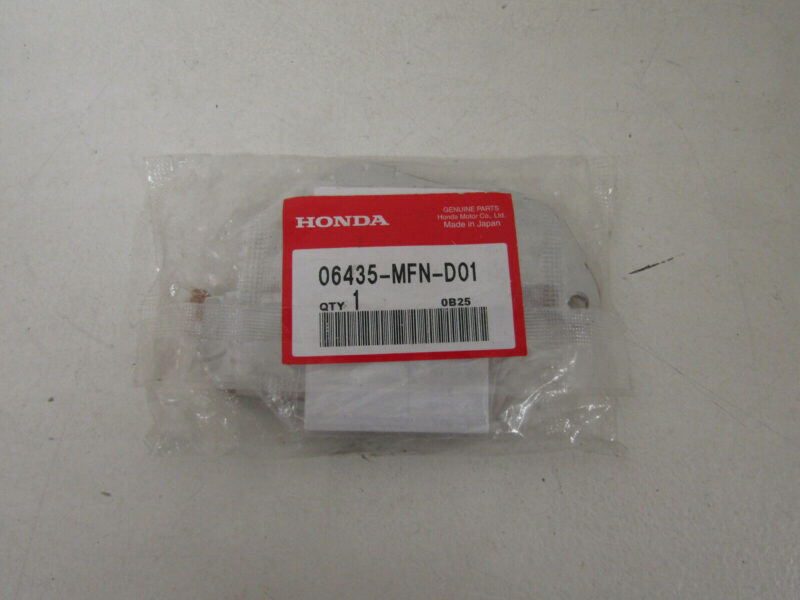 HONDA
GENUINE PARTS
Honda Motor Co., Ltd.
Made in Japan
06435-MFN-D01
QTY 1 0B25